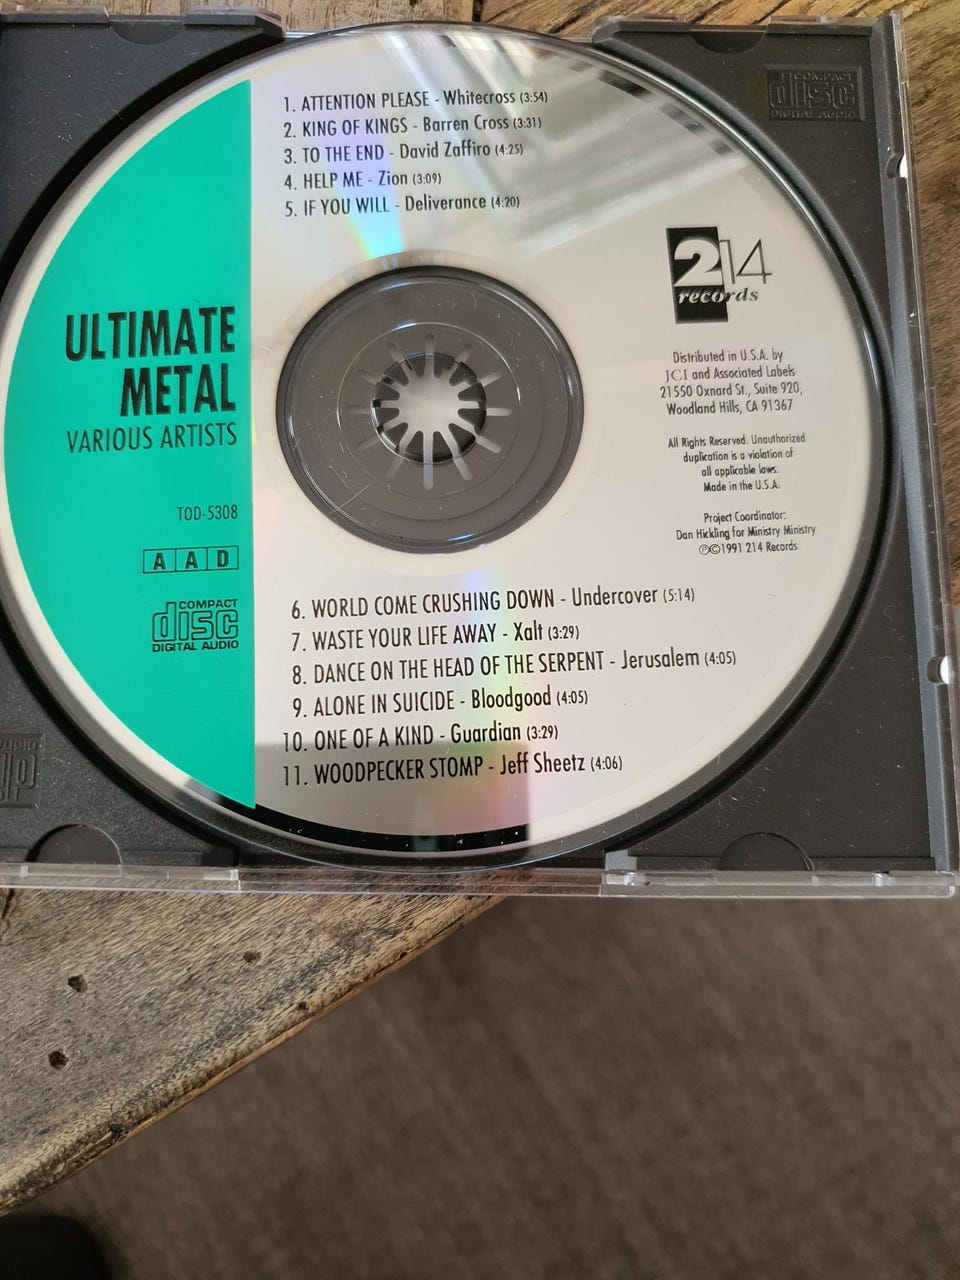 1. ATTENTION PLEASE - Whitecross (3:54)
2. KING OF KINGS - Barren Cross (3:31)
3. TO THE END - David Zaffiro (4:25)
4. HELP ME - Zion (3:09)
5. IF YOU WILL - Deliverance (4:20)
COMPACT
disc
DIGITAL AUDIO
214
records
ULTIMATE
METAL
VARIOUS ARTISTS
TOD-5308
AAD
COMPACT
disc
DIGITAL AUDIO
Distributed in U.S.A. by
JCI and Associated Labels
21550 Oxnard St., Suite 920,
Woodland Hills, CA 91367
All Rights Reserved. Unauthorized
duplication is a violation of
all applicable laws.
Made in the U.S.A.
Project Coordinator:
Dan Hickling for Ministry Ministry
℗©1991 214 Records
6. WORLD COME CRUSHING DOWN - Undercover (5:14)
7. WASTE YOUR LIFE AWAY - Xalt (3:29)
8. DANCE ON THE HEAD OF THE SERPENT - Jerusalem (4:05)
9. ALONE IN SUICIDE - Bloodgood (4:05)
10. ONE OF A KIND - Guardian (3:29)
11. WOODPECKER STOMP - Jeff Sheetz (4:06)